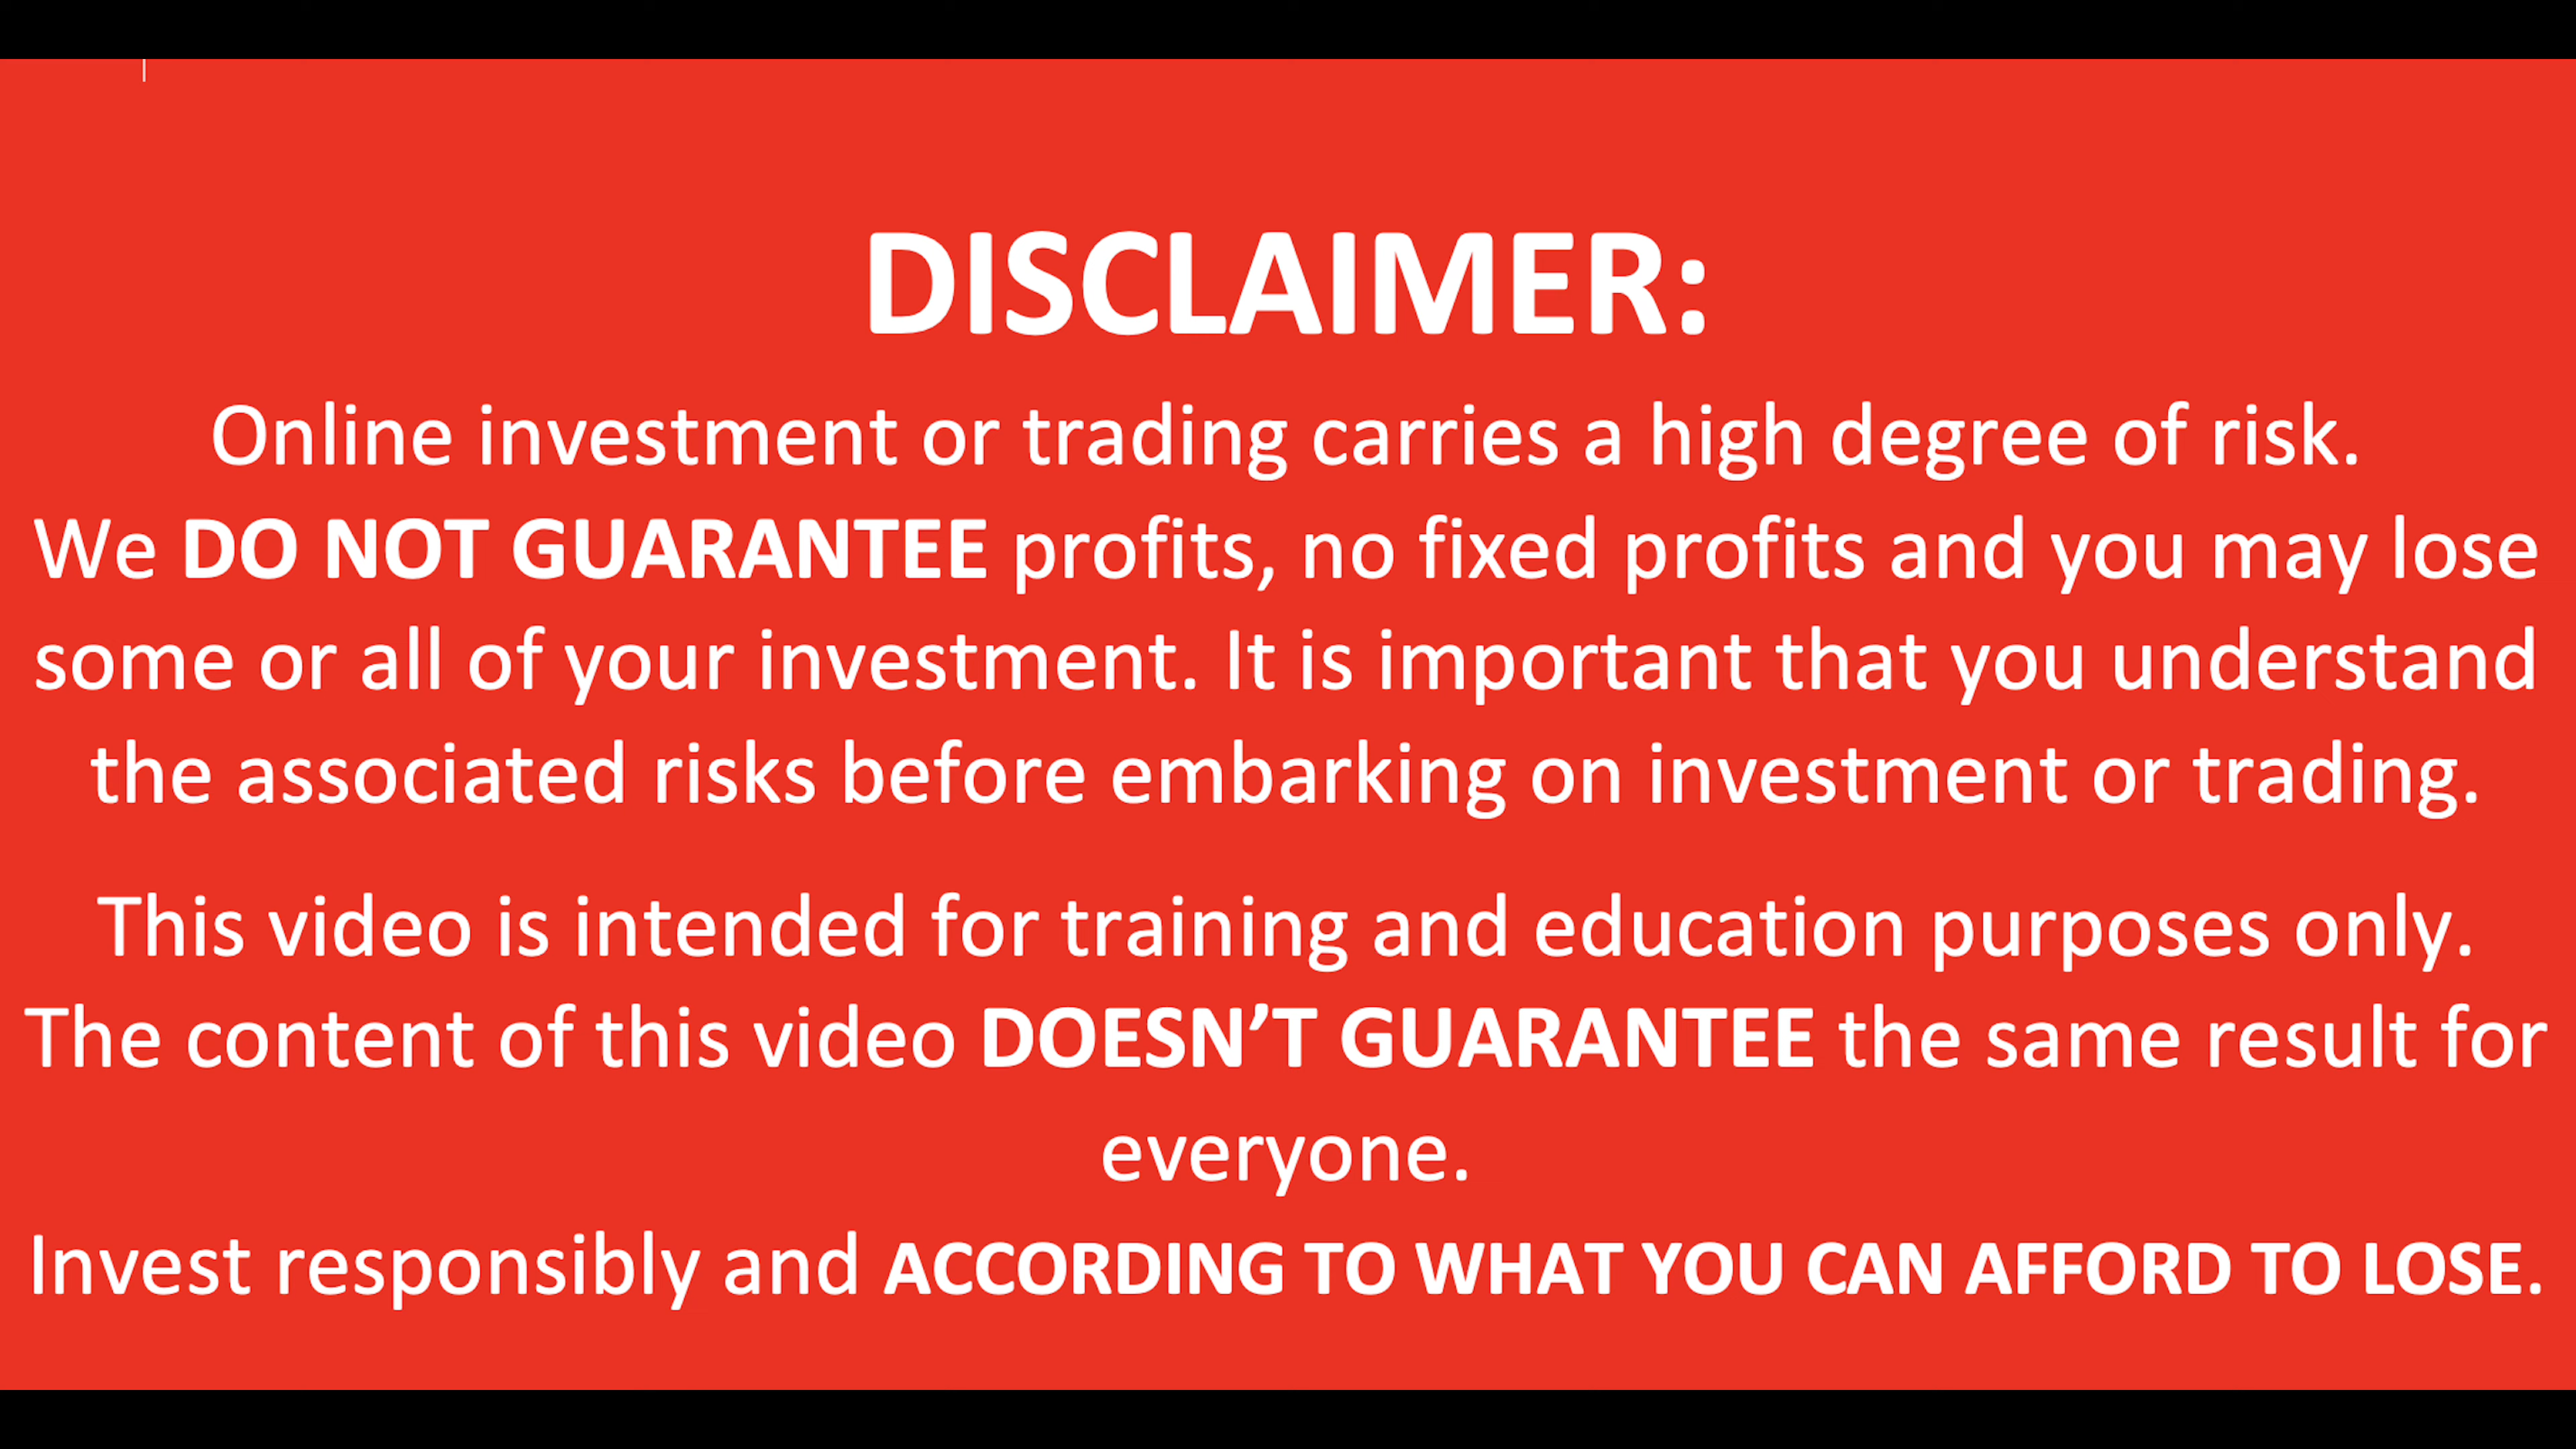 DISCLAIMER:
Online investment or trading carries a high degree of risk.
We DO NOT GUARANTEE profits, no fixed profits and you may lose
some or all of your investment. It is important that you understand
the associated risks before embarking on investment or trading.
This video is intended for training and education purposes only.
The content of this video DOESN’T GUARANTEE the same result for
everyone.
Invest responsibly and ACCORDING TO WHAT YOU CAN AFFORD TO LOSE.